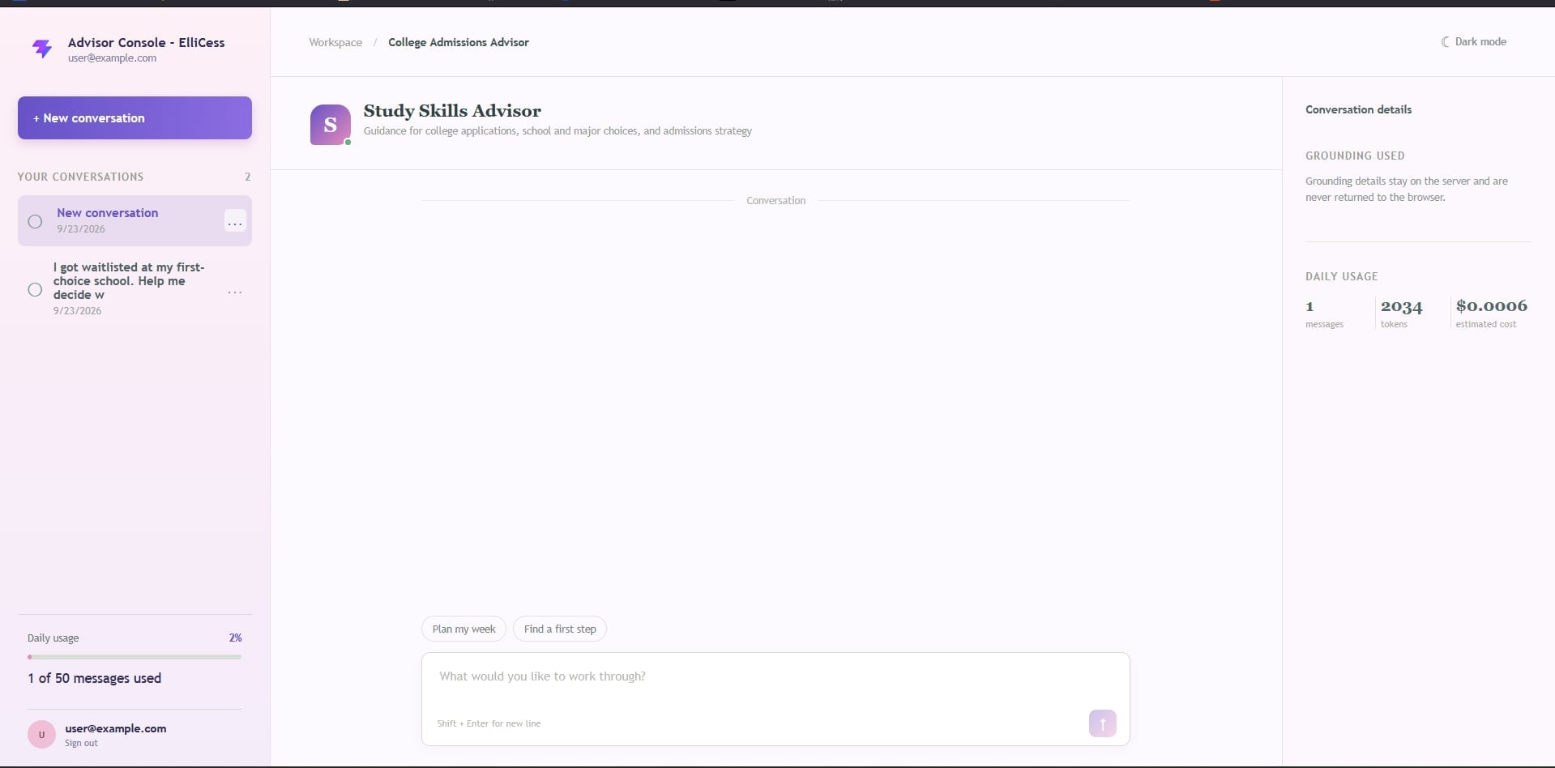 Advisor Console - ElliCess
user@example.com
+ New conversation
YOUR CONVERSATIONS 2
New conversation
...
9/23/2026
I got waitlisted at my first-
choice school. Help me
decide w
...
9/23/2026
Daily usage 2%
1 of 50 messages used
U
user@example.com
Sign out
Workspace / College Admissions Advisor
Dark mode
S
Study Skills Advisor
Guidance for college applications, school and major choices, and admissions strategy
Conversation
Plan my week
Find a first step
What would you like to work through?
Shift + Enter for new line
↑
Conversation details
GROUNDING USED
Grounding details stay on the server and are
never returned to the browser.
DAILY USAGE
1 2034 $0.0006
messages tokens estimated cost